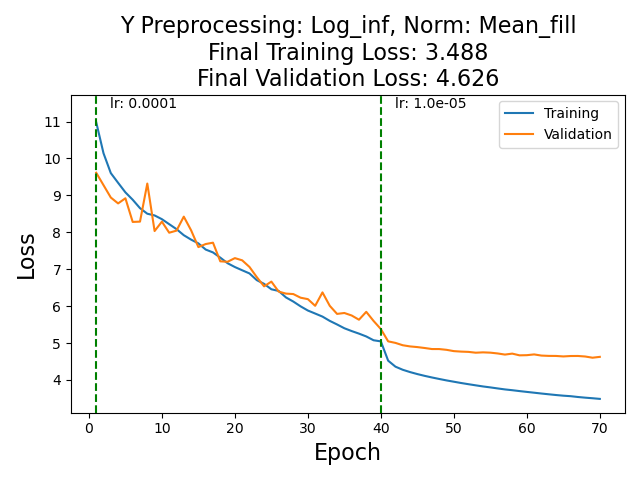 Y Preprocessing: Log_inf, Norm: Mean_fill
Final Training Loss: 3.488
Final Validation Loss: 4.626
lr: 0.0001
lr: 1.0e-05
Training
Validation
11
10
9
8
7
6
5
4
Loss
0
10
20
30
40
50
60
70
Epoch